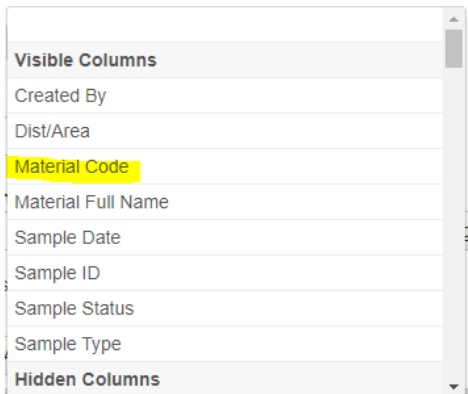 Visible Columns
Created By
Dist/Area
Material Code
Material Full Name
Sample Date
Sample ID
Sample Status
Sample Type
Hidden Columns